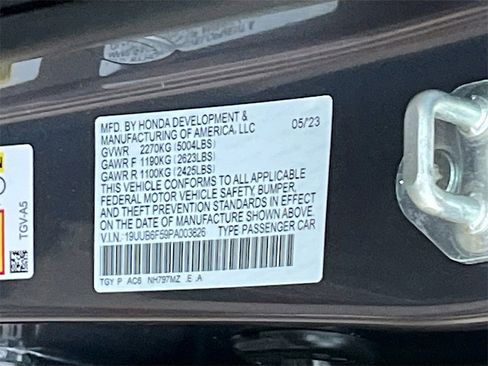 MFD. BY HONDA DEVELOPMENT &
MANUFACTURING OF AMERICA, LLC 05/23
GVWR 2270KG (5004LBS)
GAWR F 1190KG (2623LBS)
GAWR R 1100KG (2425LBS)
THIS VEHICLE CONFORMS TO ALL APPLICABLE
FEDERAL MOTOR VEHICLE SAFETY, BUMPER,
AND THEFT PREVENTION STANDARDS IN EFFECT
ON THE DATE OF MANUFACTURE SHOWN ABOVE.
V.I.N.: 19UUB6F59PA003826 TYPE PASSENGER CAR
TGY P AC6 NH797MZ .E .A
TGV-A5